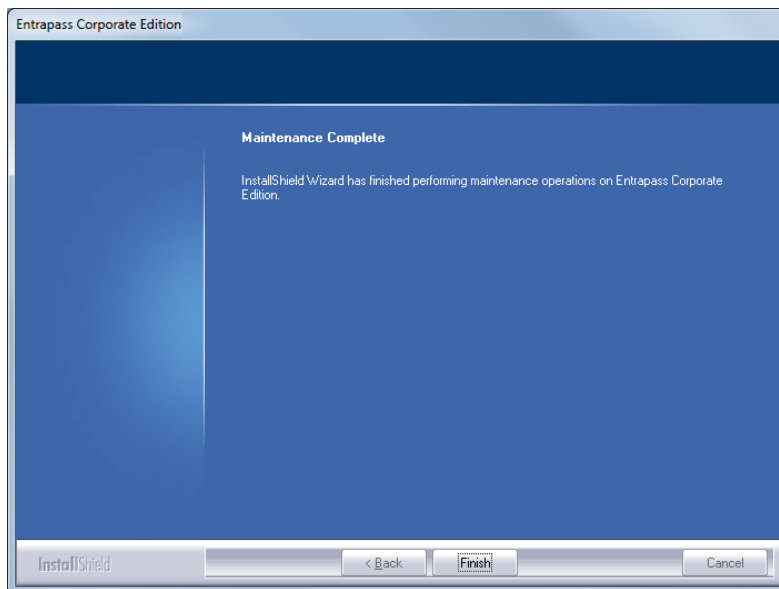 Entrapass Corporate Edition
Maintenance Complete
InstallShield Wizard has finished performing maintenance operations on Entrapass Corporate
Edition.
InstallShield
< Back
Finish
Cancel